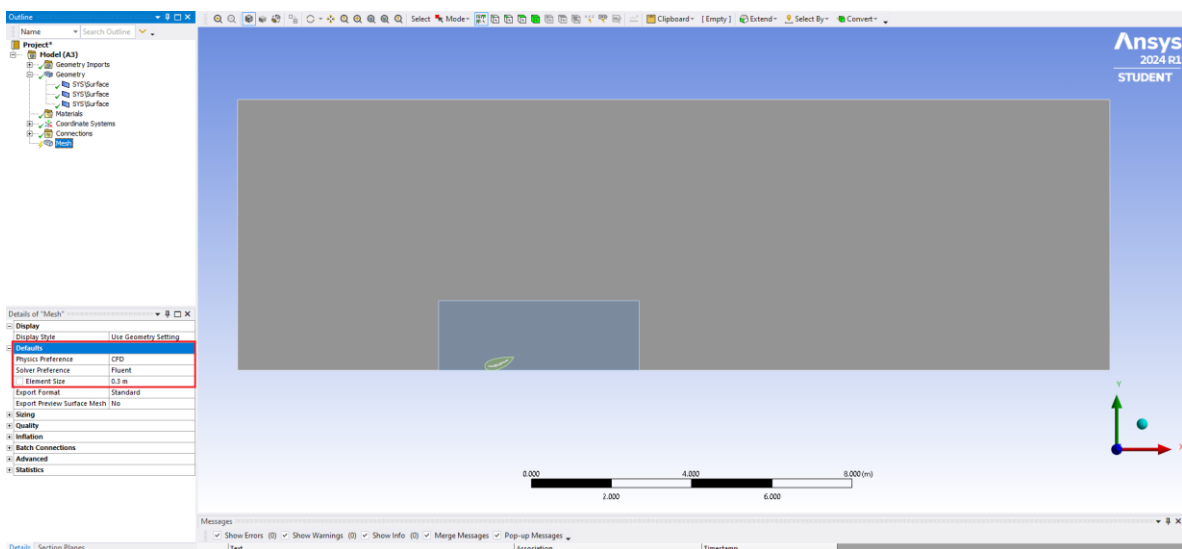 Outline
Name Search Outline
Project*
Model (A3)
Geometry Imports
Geometry
SYS\Surface
SYS\Surface
SYS\Surface
Materials
Coordinate Systems
Connections
Mesh
Select Mode Clipboard [ Empty ] Extend Select By Convert
Ansys
2024 R1
STUDENT
Details of "Mesh"
Display
Display Style Use Geometry Setting
Defaults
Physics Preference CFD
Solver Preference Fluent
Element Size 0.3 m
Export Format Standard
Export Preview Surface Mesh No
Sizing
Quality
Inflation
Batch Connections
Advanced
Statistics
Y
X
0.000 4.000 8.000 (m)
2.000 6.000
Messages
Show Errors (0) Show Warnings (0) Show Info (0) Merge Messages Pop-up Messages
Text Association Timestamp
Details Section Planes